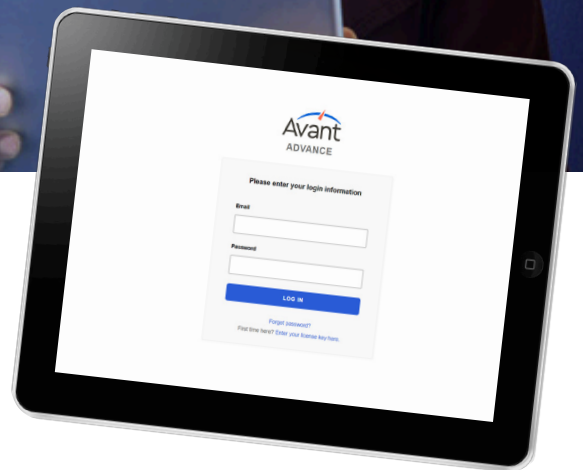 Avant
ADVANCE
Please enter your login information
Email
Password
LOG IN
Forgot password?
First time here? Enter your license key here.